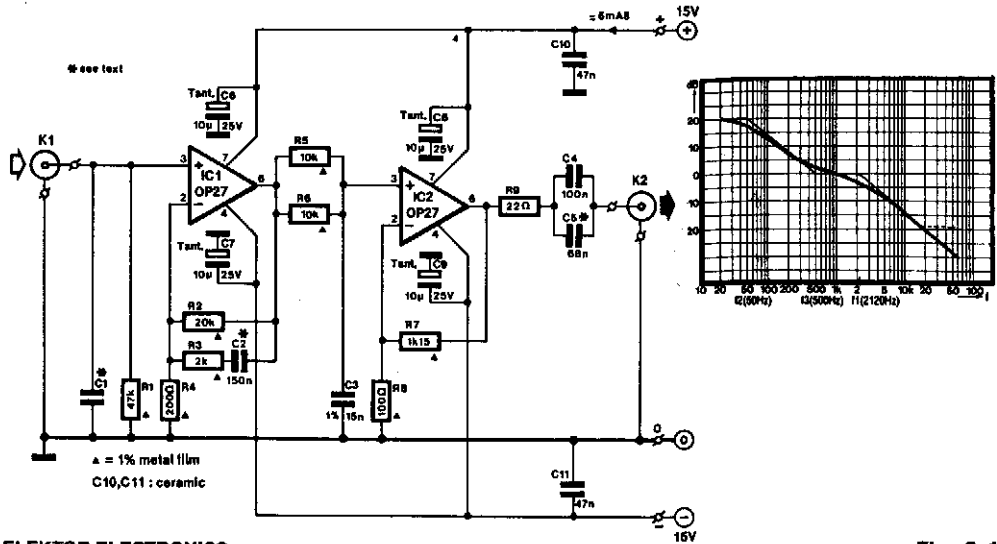 15V
≈ 6mA8
+
4
C10
47n
* see text
Tant.
C6
10µ
25V
Tant.
C8
10µ
25V
K1
3
+
7
IC1
OP27
6
2
−
4
R5
10k
R6
10k
3
+
7
IC2
OP27
6
2
−
4
R9
22Ω
C4
100n
C5*
68n
K2
Tant.
C7
10µ
25V
Tant.
C9
10µ
25V
R2
20k
R3
2k
C2*
150n
R7
1k15
C1*
R1
47k
R4
200Ω
C3
1% 15n
R8
100Ω
0
0
▲ = 1% metal film
C10,C11 : ceramic
C11
47n
−
15V
dB
20
10
0
10
20
10 20 50 100 200 500 1k 2 5 10k 20 50 100
f2(50Hz) f3(500Hz) f1(2120Hz)
f